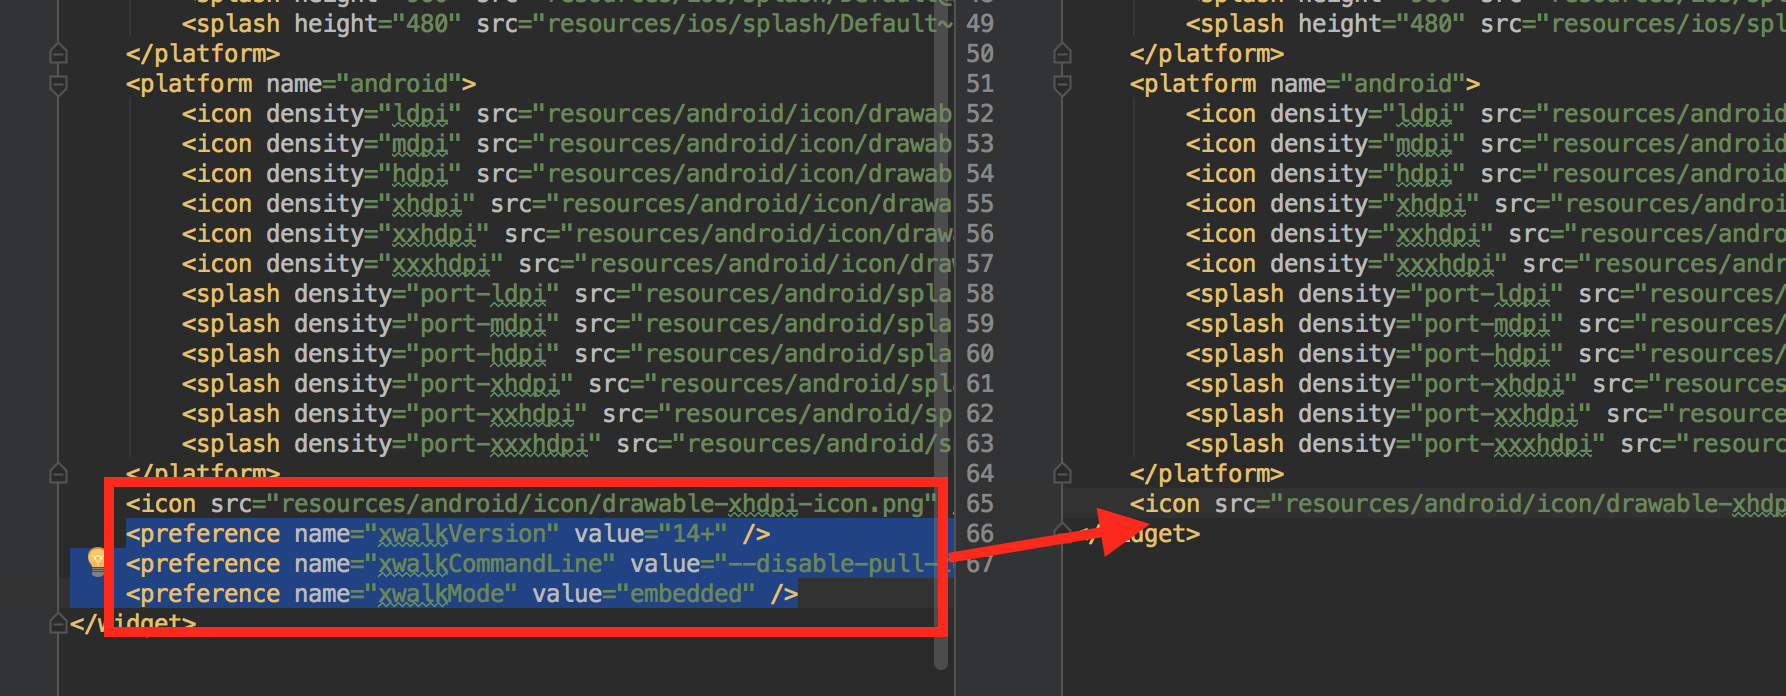 <splash height="480" src="resources/ios/splash/Default~
</platform>
<platform name="android">
<icon density="ldpi" src="resources/android/icon/drawab
<icon density="mdpi" src="resources/android/icon/drawab
<icon density="hdpi" src="resources/android/icon/drawab
<icon density="xhdpi" src="resources/android/icon/drawa
<icon density="xxhdpi" src="resources/android/icon/draw
<icon density="xxxhdpi" src="resources/android/icon/dra
<splash density="port-ldpi" src="resources/android/spla
<splash density="port-mdpi" src="resources/android/spla
<splash density="port-hdpi" src="resources/android/spla
<splash density="port-xhdpi" src="resources/android/spl
<splash density="port-xxhdpi" src="resources/android/sp
<splash density="port-xxxhdpi" src="resources/android/s
</platform>
<icon src="resources/android/icon/drawable-xhdpi-icon.png" /
<preference name="xwalkVersion" value="14+" />
<preference name="xwalkCommandLine" value="--disable-pull-
<preference name="xwalkMode" value="embedded" />
</widget>
49 <splash height="480" src="resources/ios/spl
50 </platform>
51 <platform name="android">
52 <icon density="ldpi" src="resources/android
53 <icon density="mdpi" src="resources/android
54 <icon density="hdpi" src="resources/android
55 <icon density="xhdpi" src="resources/androi
56 <icon density="xxhdpi" src="resources/andro
57 <icon density="xxxhdpi" src="resources/andr
58 <splash density="port-ldpi" src="resources/
59 <splash density="port-mdpi" src="resources/
60 <splash density="port-hdpi" src="resources/
61 <splash density="port-xhdpi" src="resources
62 <splash density="port-xxhdpi" src="resource
63 <splash density="port-xxxhdpi" src="resourc
64 </platform>
65 <icon src="resources/android/icon/drawable-xhdp
66 </widget>
67